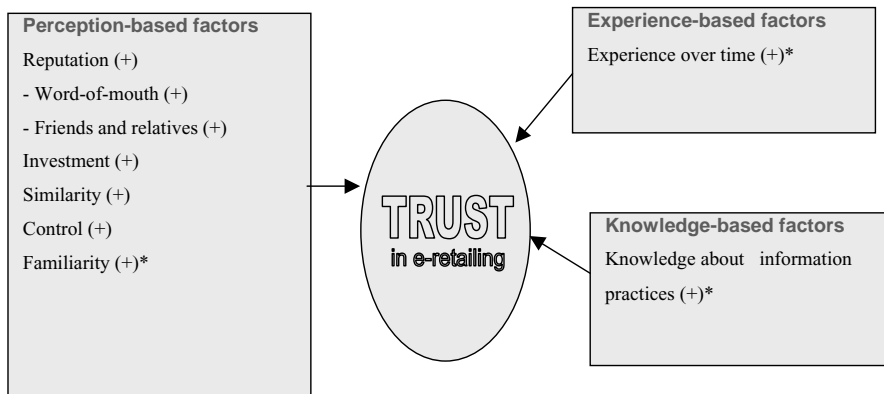 Perception-based factors
Reputation (+)
- Word-of-mouth (+)
- Friends and relatives (+)
Investment (+)
Similarity (+)
Control (+)
Familiarity (+)*
TRUST
in e-retailing
Experience-based factors
Experience over time (+)*
Knowledge-based factors
Knowledge about information
practices (+)*